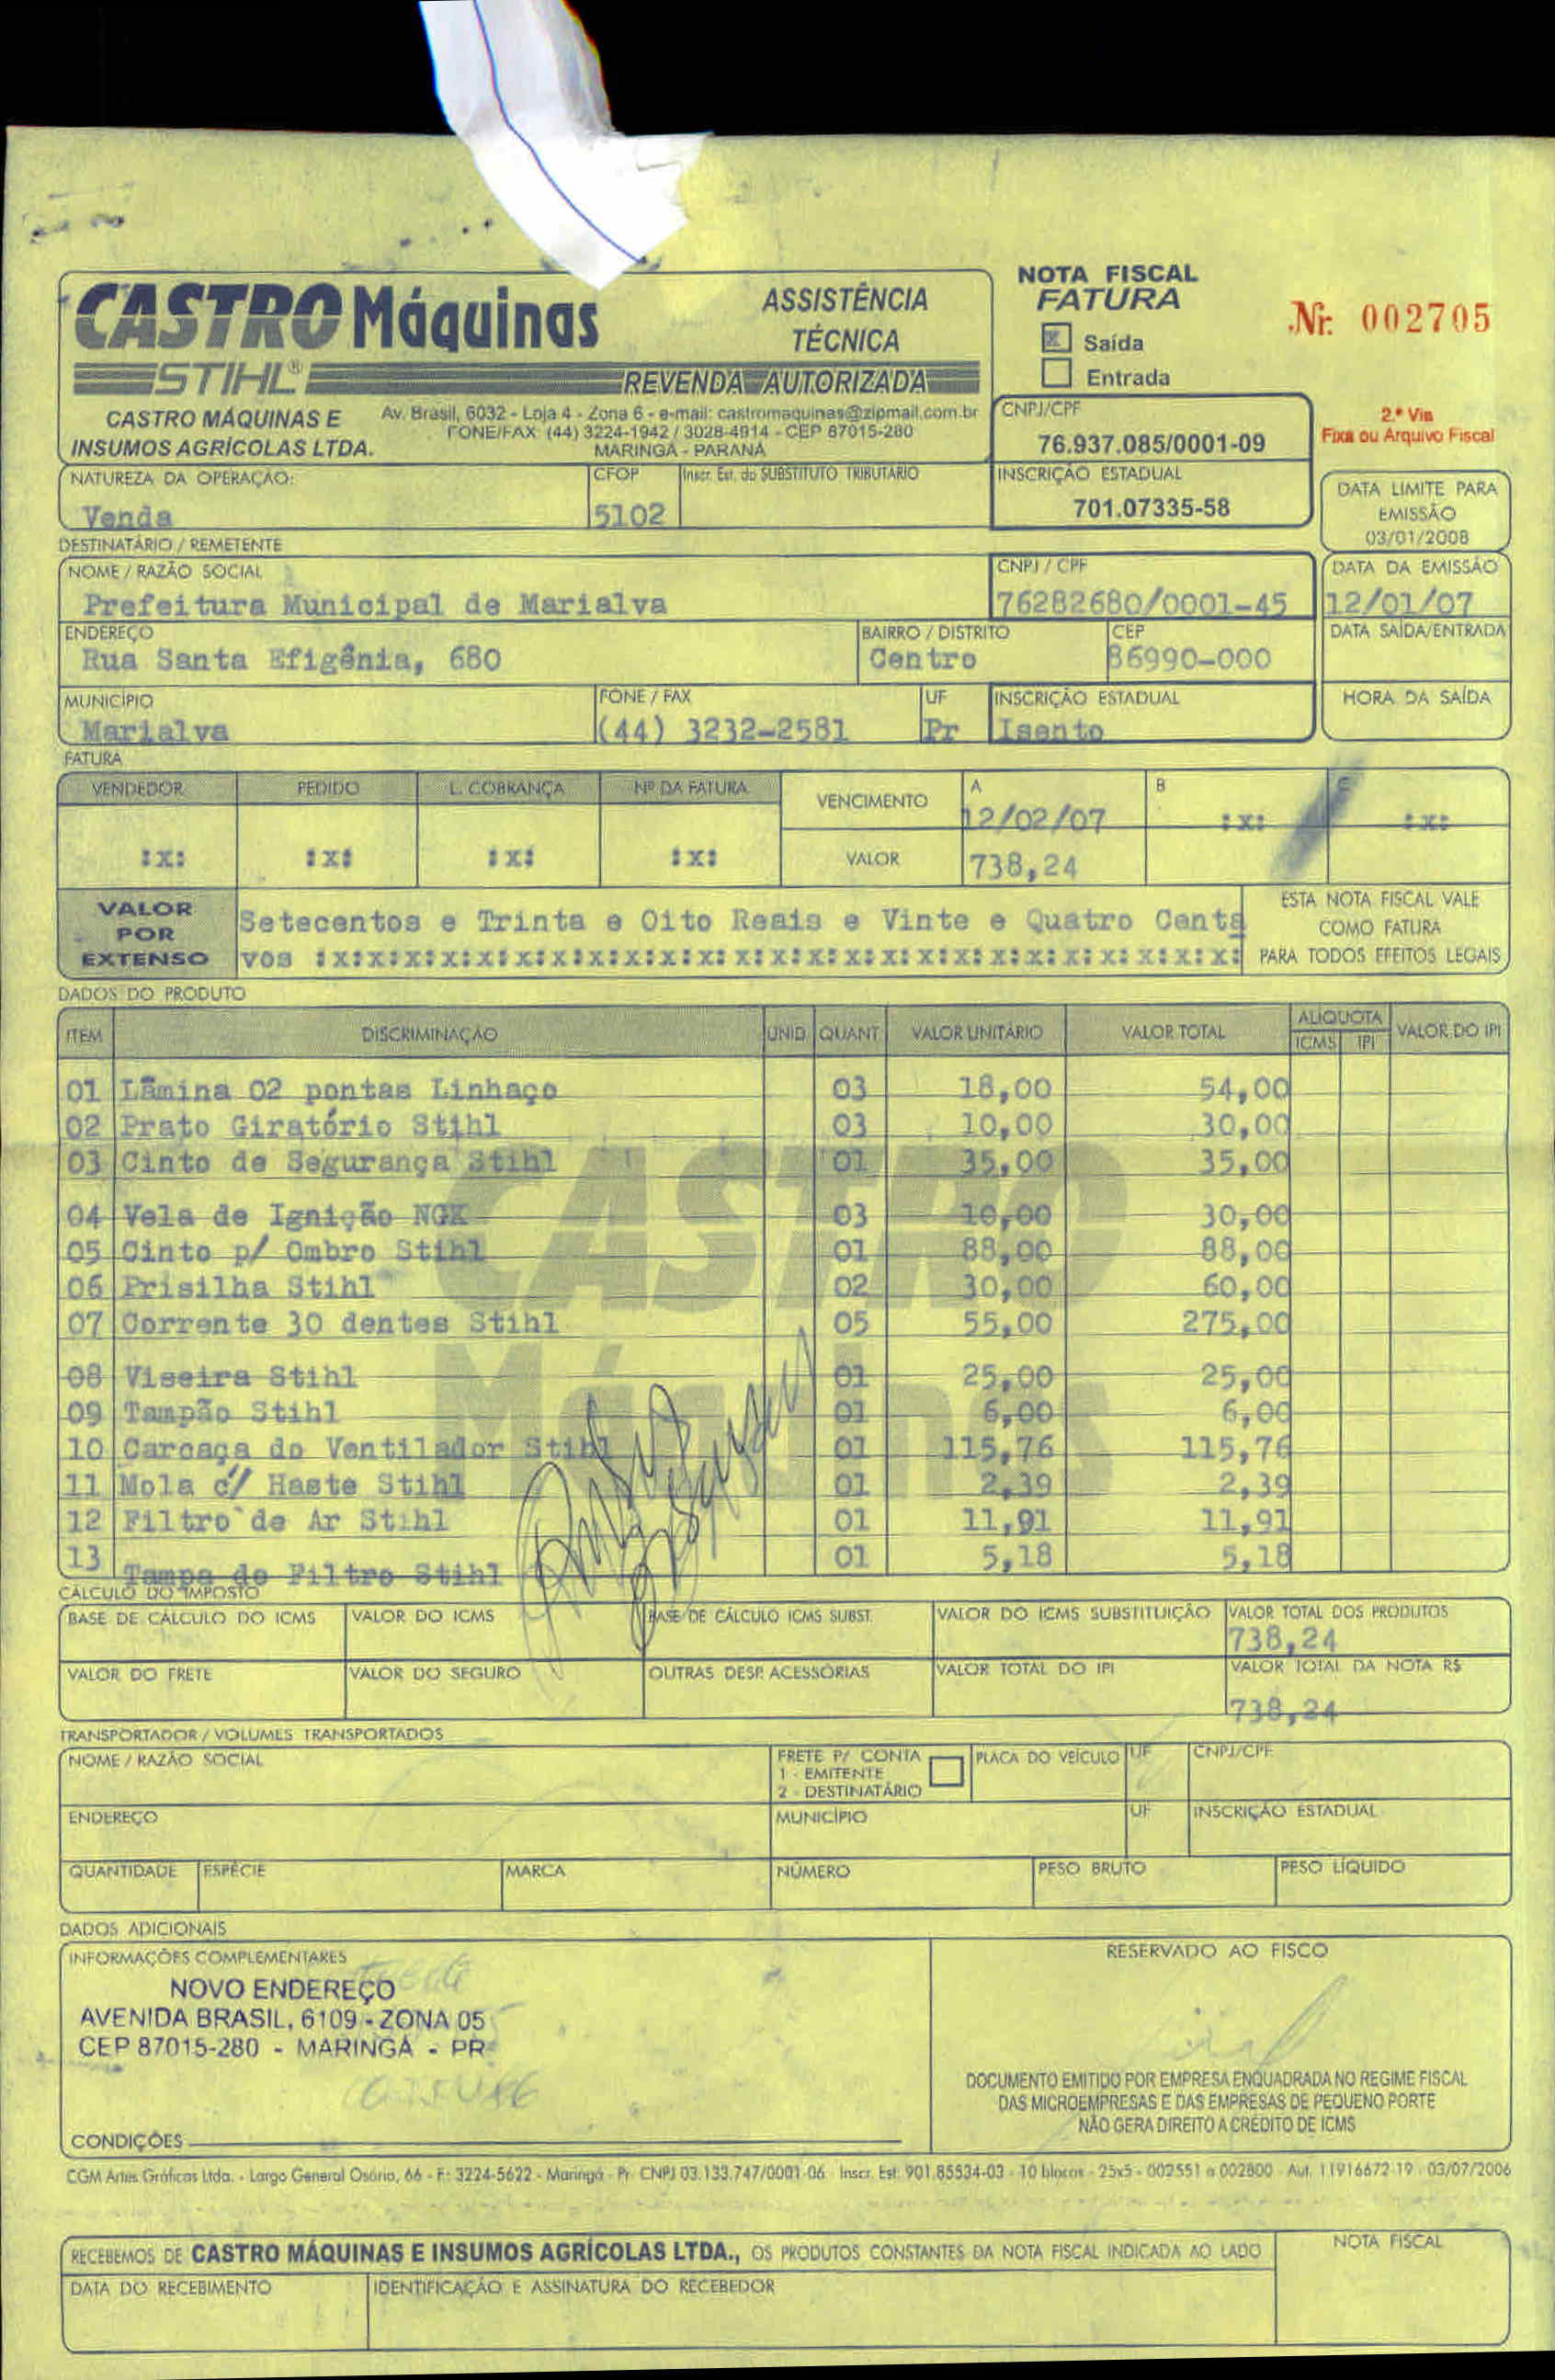 CASTRO Máquinas
STIHL®
ASSISTÊNCIA
TÉCNICA
REVENDA AUTORIZADA
CASTRO MÁQUINAS E
INSUMOS AGRÍCOLAS LTDA.
Av. Brasil, 6032 - Loja 4 - Zona 6 - e-mail: castromaquinas@zipmail.com.br
FONE/FAX: (44) 3224-1942 / 3028-4914 - CEP 87015-280
MARINGÁ - PARANÁ
NOTA FISCAL
FATURA
X Saída
Entrada
Nr. 002705
CNPJ/CPF
76.937.085/0001-09
2.ª Via
Fixa ou Arquivo Fiscal
NATUREZA DA OPERAÇÃO:
Venda
CFOP
5102
Inscr. Est. do SUBSTITUTO TRIBUTÁRIO
INSCRIÇÃO ESTADUAL
701.07335-58
DATA LIMITE PARA
EMISSÃO
03/01/2008
DESTINATÁRIO / REMETENTE
NOME / RAZÃO SOCIAL
Prefeitura Municipal de Marialva
CNPJ / CPF
76282680/0001-45
DATA DA EMISSÃO
12/01/07
ENDEREÇO
Rua Santa Efigênia, 680
BAIRRO / DISTRITO
Centro
CEP
86990-000
DATA SAÍDA/ENTRADA
MUNICÍPIO
Marialva
FONE / FAX
(44) 3232-2581
UF
Pr
INSCRIÇÃO ESTADUAL
Isento
HORA DA SAÍDA
FATURA
VENDEDOR PEDIDO L. COBRANÇA Nº DA FATURA
:x: :x: :x: :x:
VENCIMENTO
A
12/02/07
B
:x:
C
:x:
VALOR
738,24
VALOR
POR
EXTENSO
Setecentos e Trinta e Oito Reais e Vinte e Quatro Centa
vos :x:x:x:x:x:x:x:x:x:x:x: x:x:x:x:x:x:x:x:x:x:x:x:x:x:
ESTA NOTA FISCAL VALE
COMO FATURA
PARA TODOS EFEITOS LEGAIS
DADOS DO PRODUTO
ITEM DISCRIMINAÇÃO UNID. QUANT. VALOR UNITÁRIO VALOR TOTAL ALÍQUOTA ICMS IPI VALOR DO IPI
01 Lãmina 02 pontas Linhaço 03 18,00 54,00
02 Prato Giratório Stihl 03 10,00 30,00
03 Cinto de Segurança Stihl 01 35,00 35,00
04 Vela de Ignição NGK 03 10,00 30,00
05 Cinto p/ Ombro Stihl 01 88,00 88,00
06 Prisilha Stihl 02 30,00 60,00
07 Corrente 30 dentes Stihl 05 55,00 275,00
08 Viseira Stihl 01 25,00 25,00
09 Tampão Stihl 01 6,00 6,00
10 Carcaça do Ventilador Stihl 01 115,76 115,76
11 Mola c/ Haste Stihl 01 2,39 2,39
12 Filtro de Ar Stihl 01 11,91 11,91
13 Tampa do Filtro Stihl 01 5,18 5,18
CASTRO
Máquinas
CÁLCULO DO IMPOSTO
BASE DE CÁLCULO DO ICMS
VALOR DO ICMS
BASE DE CÁLCULO ICMS SUBST.
VALOR DO ICMS SUBSTITUIÇÃO
VALOR TOTAL DOS PRODUTOS
738,24
VALOR DO FRETE
VALOR DO SEGURO
OUTRAS DESP. ACESSÓRIAS
VALOR TOTAL DO IPI
VALOR TOTAL DA NOTA R$
738,24
TRANSPORTADOR / VOLUMES TRANSPORTADOS
NOME / RAZÃO SOCIAL
FRETE P/ CONTA
1 - EMITENTE
2 - DESTINATÁRIO
PLACA DO VEÍCULO
UF
CNPJ/CPF
ENDEREÇO
MUNICÍPIO
UF
INSCRIÇÃO ESTADUAL
QUANTIDADE
ESPÉCIE
MARCA
NÚMERO
PESO BRUTO
PESO LÍQUIDO
DADOS ADICIONAIS
INFORMAÇÕES COMPLEMENTARES
NOVO ENDEREÇO
AVENIDA BRASIL, 6109 - ZONA 05
CEP 87015-280 - MARINGÁ - PR
CONDIÇÕES
RESERVADO AO FISCO
DOCUMENTO EMITIDO POR EMPRESA ENQUADRADA NO REGIME FISCAL
DAS MICROEMPRESAS E DAS EMPRESAS DE PEQUENO PORTE
NÃO GERA DIREITO A CRÉDITO DE ICMS
CGM Artes Gráficas Ltda. - Largo General Osório, 66 - F.: 3224-5622 - Maringá - Pr. CNPJ 03.133.747/0001-06 - Inscr. Est. 901.85534-03 - 10 blocos - 25x5 - 002551 a 002800 - Aut. 11916672-19 - 03/07/2006
RECEBEMOS DE CASTRO MÁQUINAS E INSUMOS AGRÍCOLAS LTDA., OS PRODUTOS CONSTANTES DA NOTA FISCAL INDICADA AO LADO
NOTA FISCAL
DATA DO RECEBIMENTO
IDENTIFICAÇÃO E ASSINATURA DO RECEBEDOR